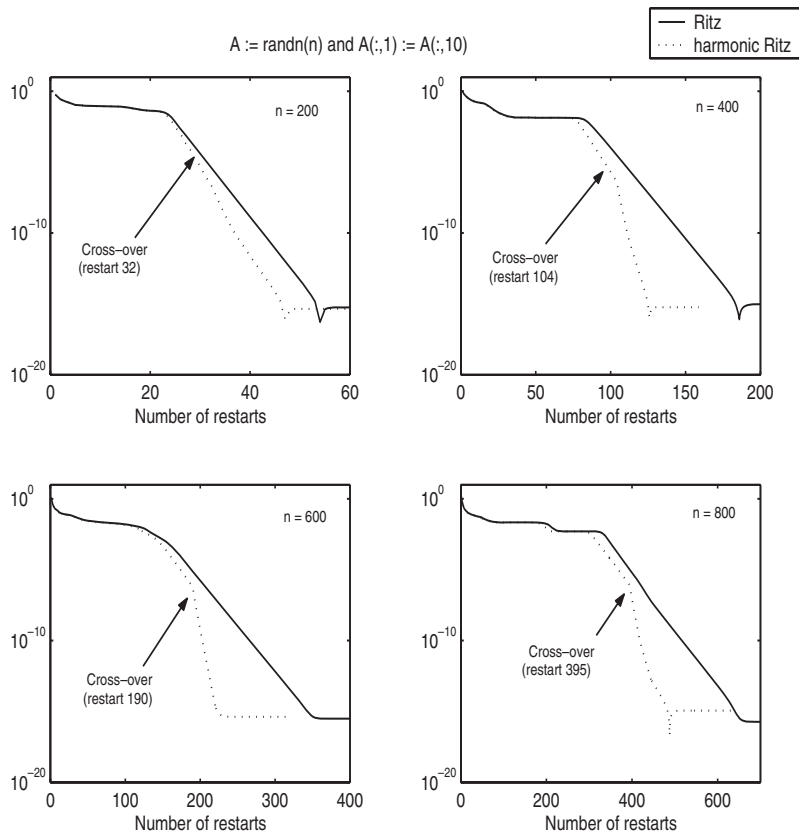 Ritz
harmonic Ritz
A := randn(n) and A(:,1) := A(:,10)
10^0
n = 200
Cross–over
(restart 32)
10^–10
10^–20
0 20 40 60
Number of restarts
10^0
n = 400
Cross–over
(restart 104)
10^–10
10^–20
0 50 100 150 200
Number of restarts
10^0
n = 600
10^–10
Cross–over
(restart 190)
10^–20
0 100 200 300 400
Number of restarts
10^0
n = 800
10^–10
Cross–over
(restart 395)
10^–20
0 200 400 600
Number of restarts